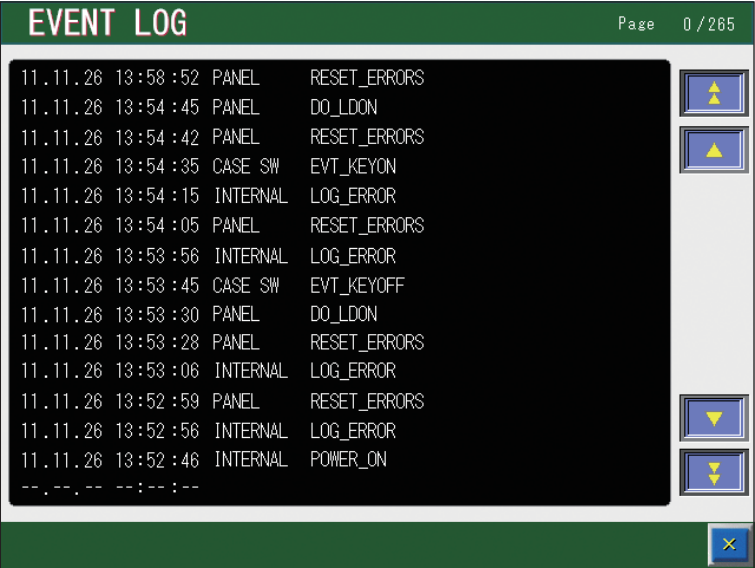 EVENT LOG Page 0/265
11.11.26 13:58:52 PANEL RESET_ERRORS
11.11.26 13:54:45 PANEL DO_LDON
11.11.26 13:54:42 PANEL RESET_ERRORS
11.11.26 13:54:35 CASE SW EVT_KEYON
11.11.26 13:54:15 INTERNAL LOG_ERROR
11.11.26 13:54:05 PANEL RESET_ERRORS
11.11.26 13:53:56 INTERNAL LOG_ERROR
11.11.26 13:53:45 CASE SW EVT_KEYOFF
11.11.26 13:53:30 PANEL DO_LDON
11.11.26 13:53:28 PANEL RESET_ERRORS
11.11.26 13:53:06 INTERNAL LOG_ERROR
11.11.26 13:52:59 PANEL RESET_ERRORS
11.11.26 13:52:56 INTERNAL LOG_ERROR
11.11.26 13:52:46 INTERNAL POWER_ON
--.--.-- --:--:--